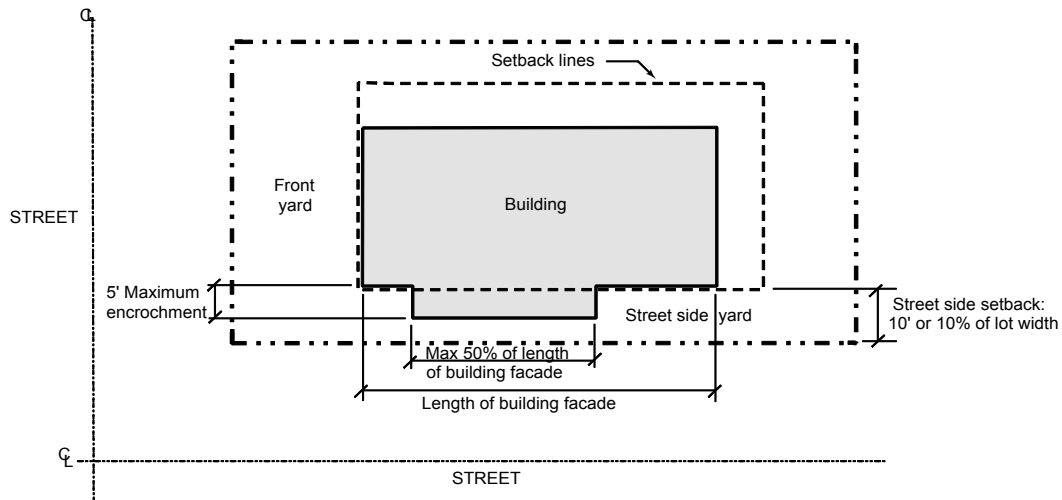 ℄
Setback lines
Front
yard
Building
STREET
5' Maximum
encrochment
Street side yard
Street side setback:
10' or 10% of lot width
Max 50% of length
of building facade
Length of building facade
℄
STREET